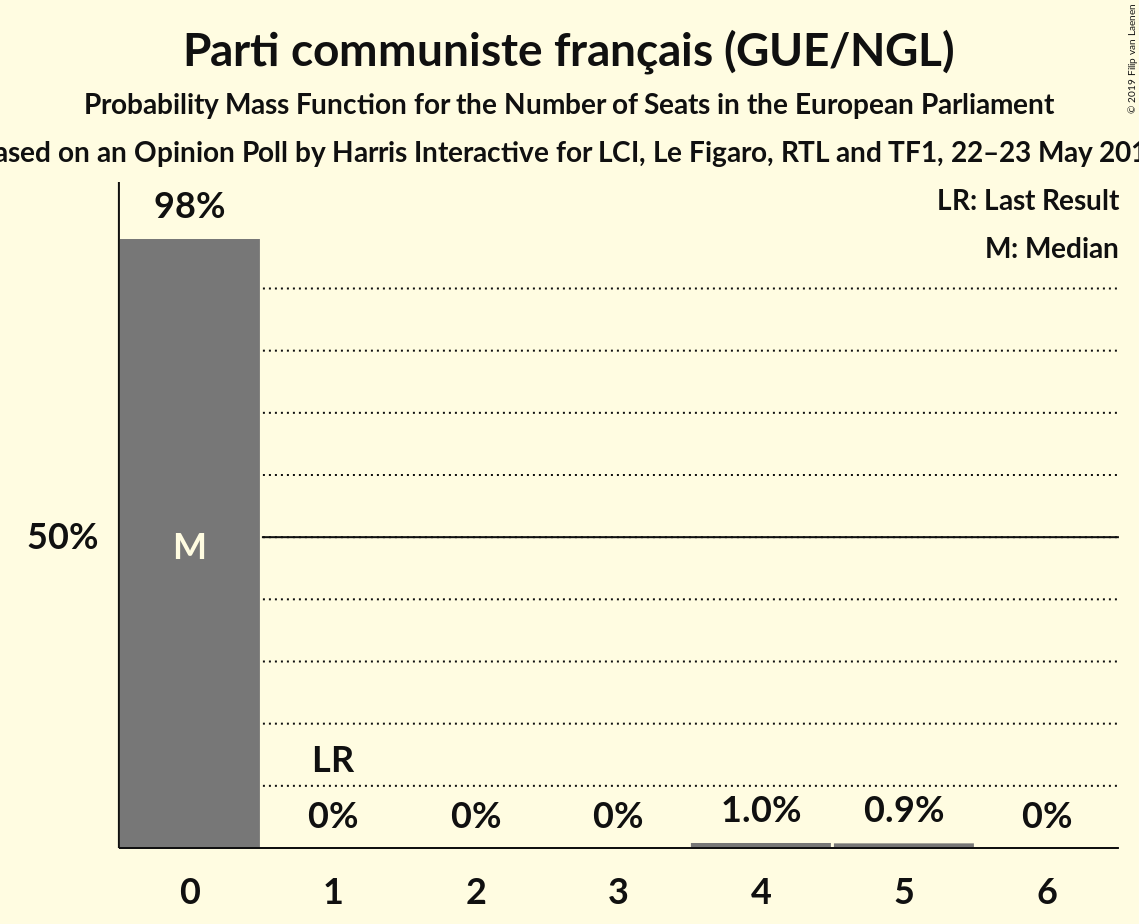 Parti communiste français (GUE/NGL)
Probability Mass Function for the Number of Seats in the European Parliament
ased on an Opinion Poll by Harris Interactive for LCI, Le Figaro, RTL and TF1, 22–23 May 201
© 2019 Filip van Laenen
LR: Last Result
M: Median
98%
50%
M
LR
0%
0%
0%
1.0%
0.9%
0%
0 1 2 3 4 5 6